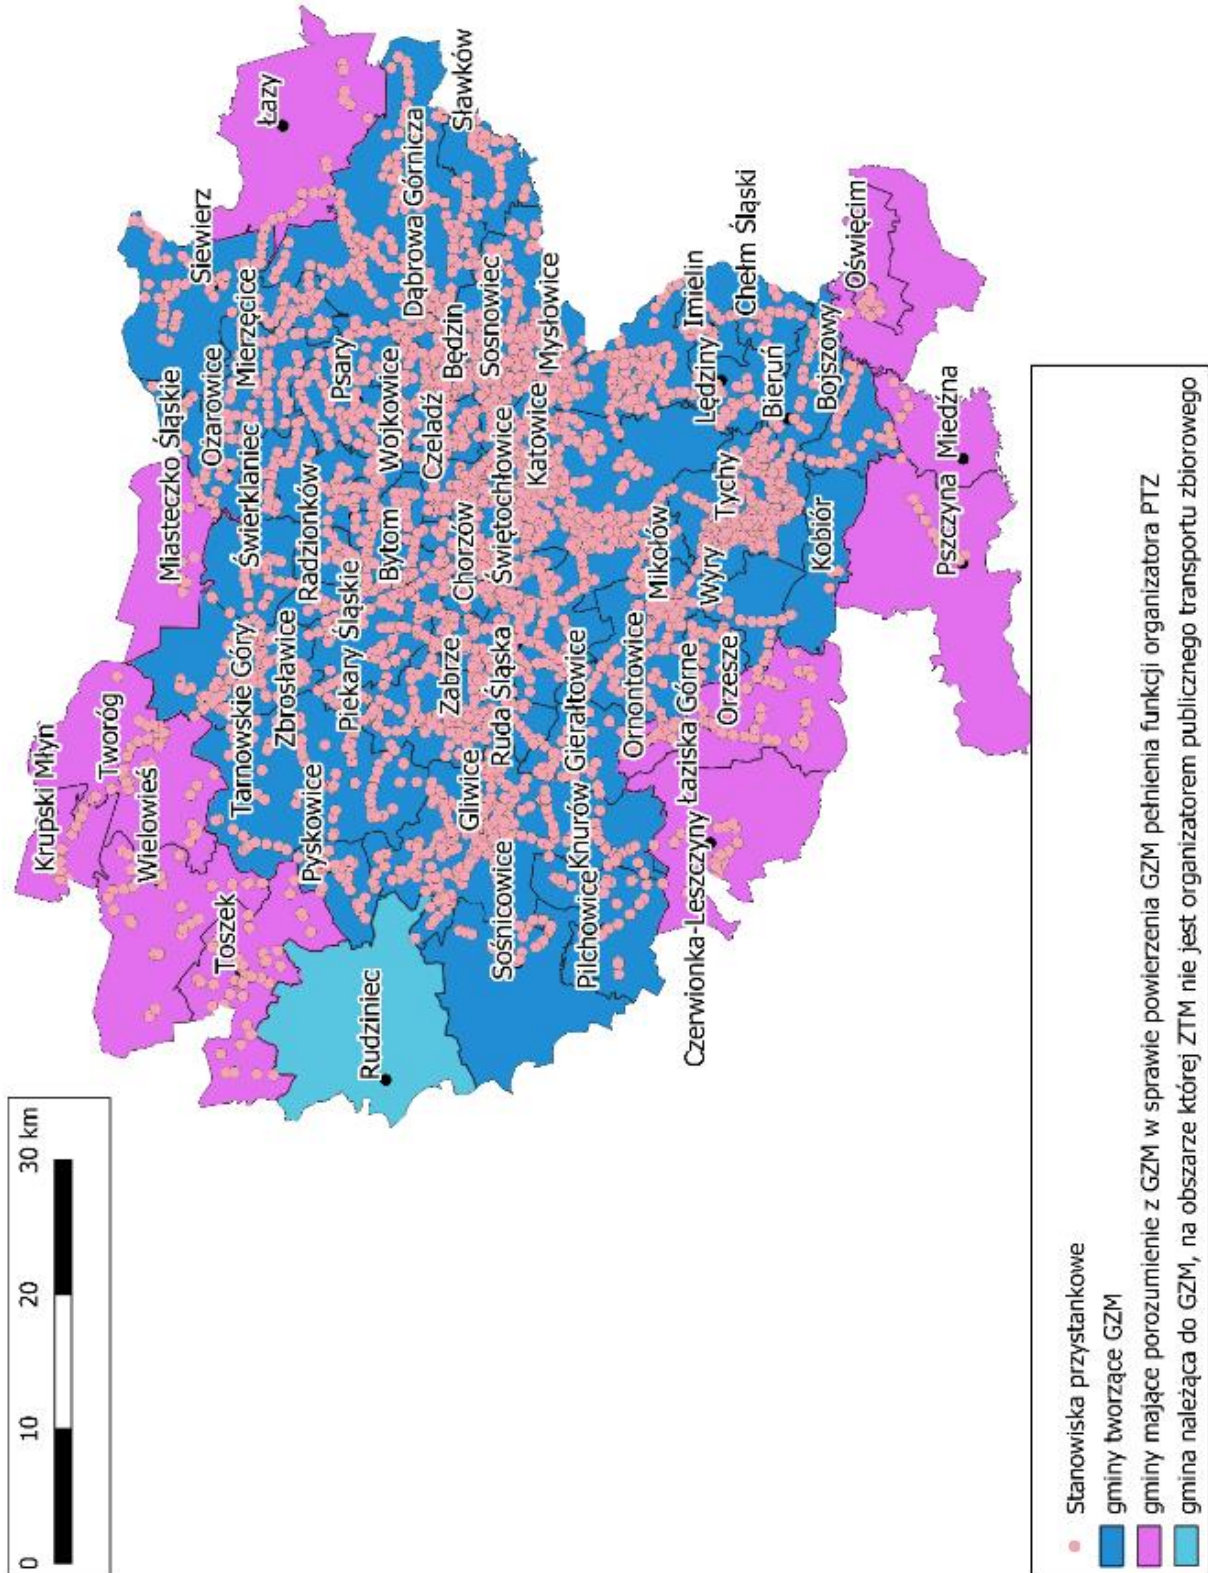 0 10 20 30 km
Krupski Młyn
Tworóg
Wielowieś
Miasteczko Śląskie
Siewierz
Łazy
Ożarowice
Toszek
Tarnowskie Góry
Świerklaniec
Mierzęcice
Zbrosławice
Radzionków
Pyskowice
Piekary Śląskie
Psary
Rudziniec
Bytom
Wojkowice
Dąbrowa Górnicza
Czeladź
Zabrze
Chorzów
Będzin
Sławków
Gliwice
Ruda Śląska
Świętochłowice
Sosnowiec
Sośnicowice
Katowice
Mysłowice
Pilchowice
Knurów
Gierałtowice
Ornontowice
Mikołów
Czerwionka-Leszczyny
Łaziska Górne
Wyry
Lędziny
Imielin
Orzesze
Tychy
Chełm Śląski
Bieruń
Kobiór
Bojszowy
Oświęcim
Pszczyna
Miedzna
Stanowiska przystankowe
gminy tworzące GZM
gminy mające porozumienie z GZM w sprawie powierzenia GZM pełnienia funkcji organizatora PTZ
gmina należąca do GZM, na obszarze której ZTM nie jest organizatorem publicznego transportu zbiorowego